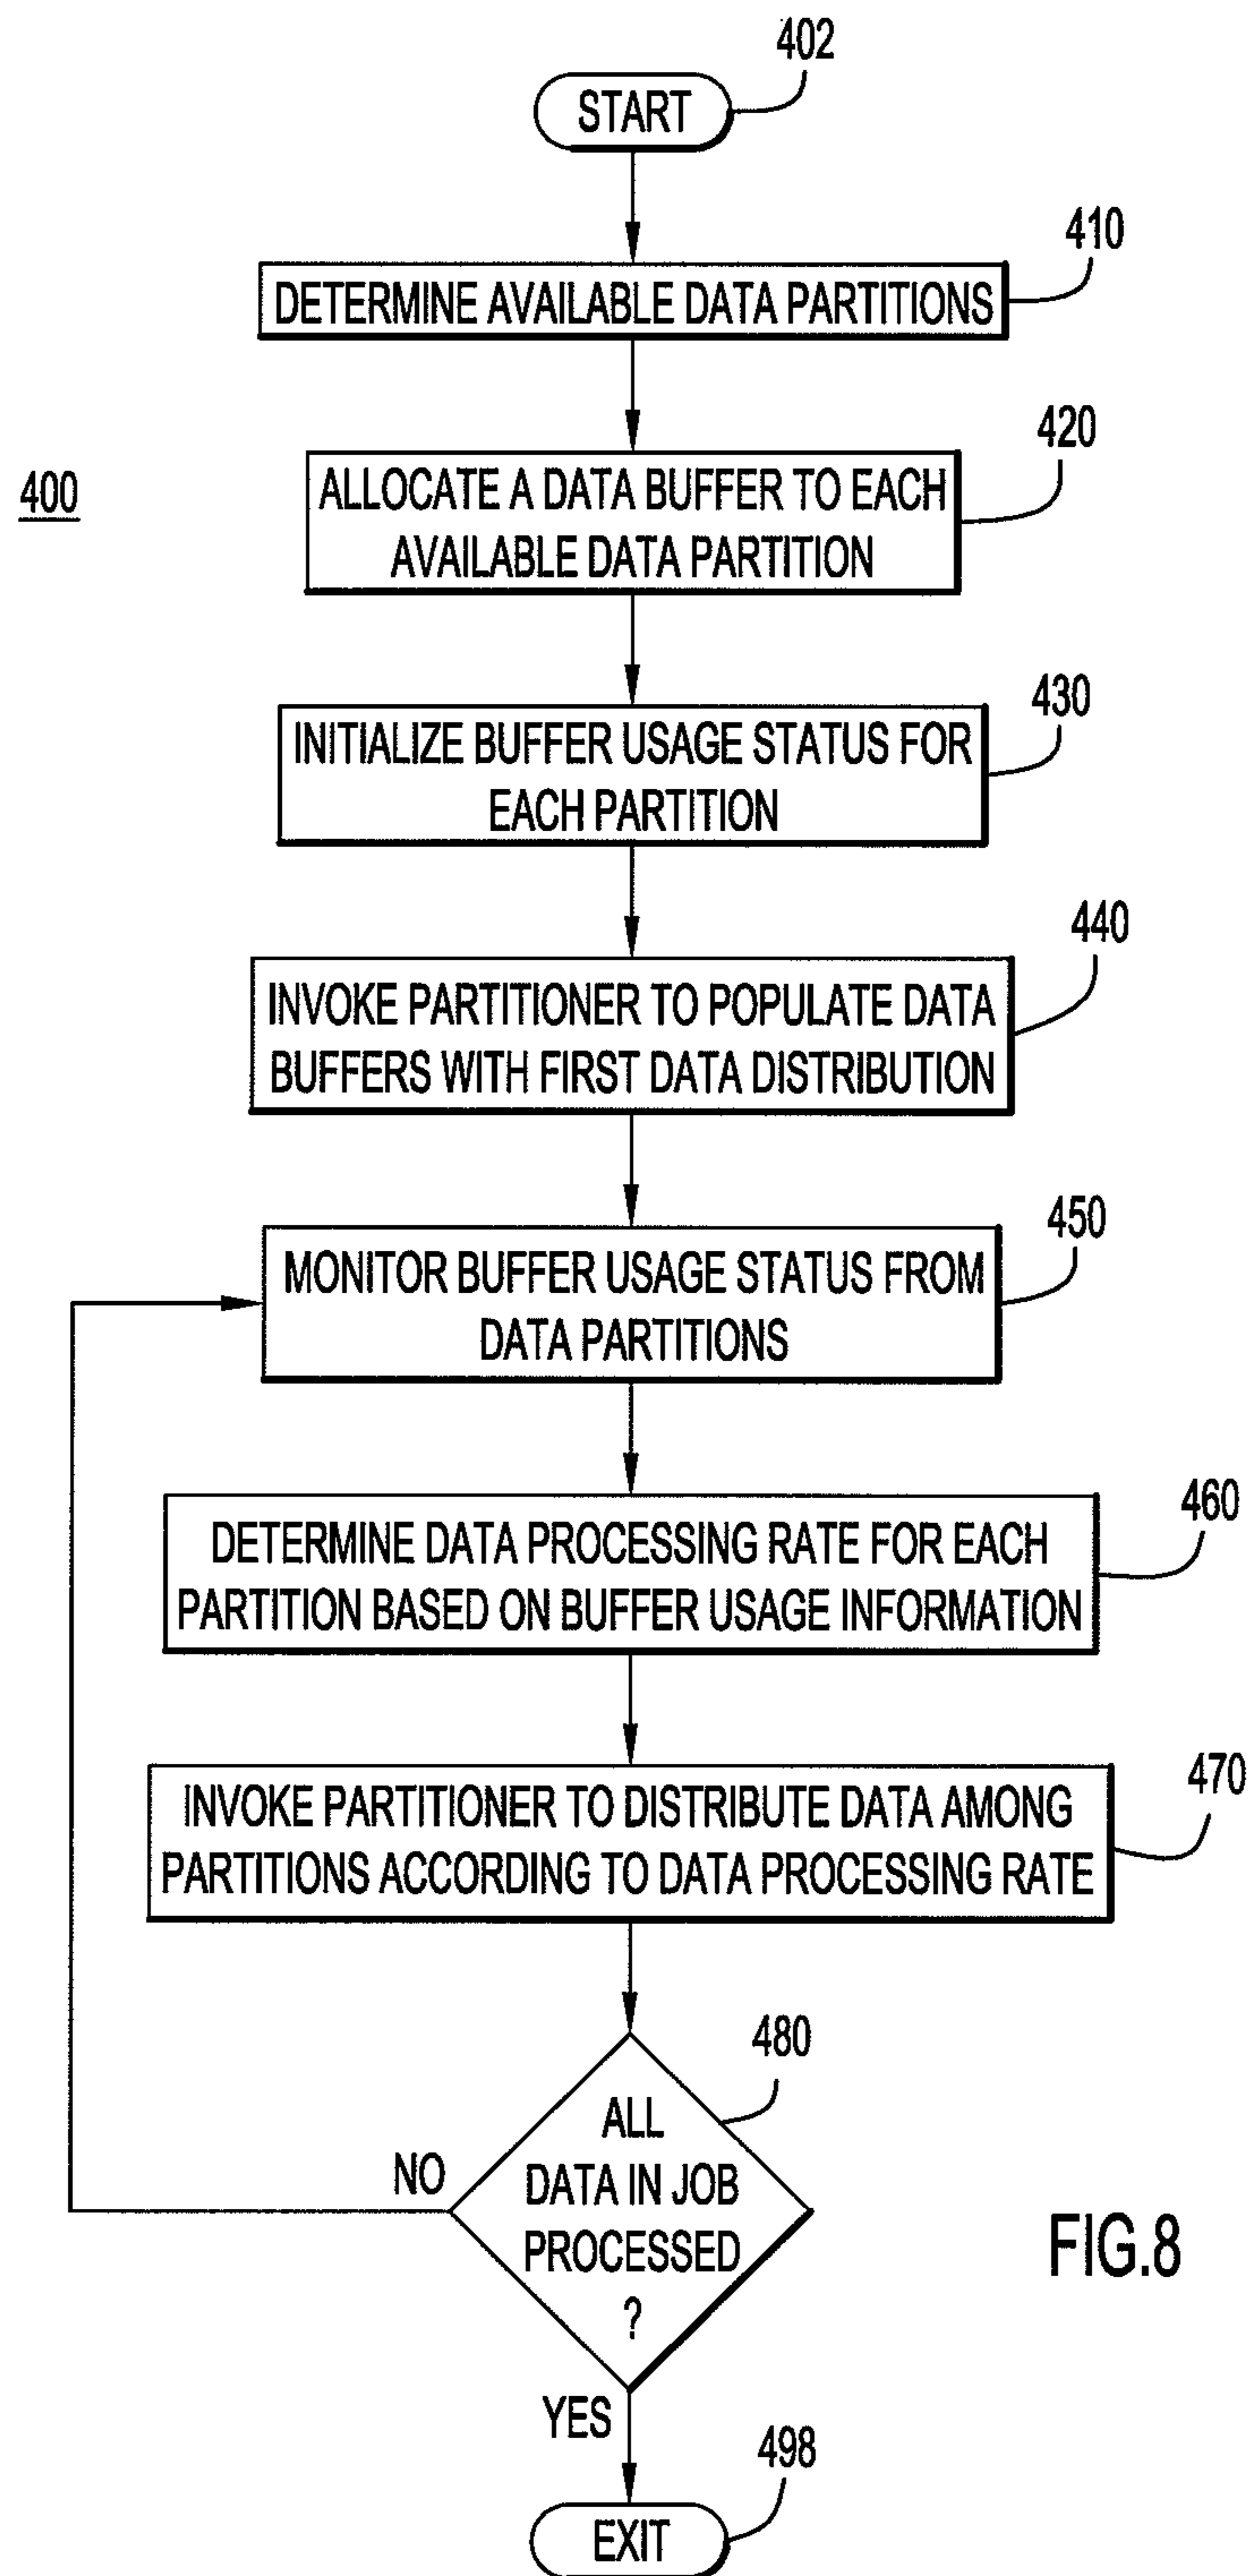 402
START
410
DETERMINE AVAILABLE DATA PARTITIONS
420
400
ALLOCATE A DATA BUFFER TO EACH
AVAILABLE DATA PARTITION
430
INITIALIZE BUFFER USAGE STATUS FOR
EACH PARTITION
440
INVOKE PARTITIONER TO POPULATE DATA
BUFFERS WITH FIRST DATA DISTRIBUTION
450
MONITOR BUFFER USAGE STATUS FROM
DATA PARTITIONS
460
DETERMINE DATA PROCESSING RATE FOR EACH
PARTITION BASED ON BUFFER USAGE INFORMATION
470
INVOKE PARTITIONER TO DISTRIBUTE DATA AMONG
PARTITIONS ACCORDING TO DATA PROCESSING RATE
480
ALL
DATA IN JOB
PROCESSED
?
NO
FIG.8
YES
498
EXIT